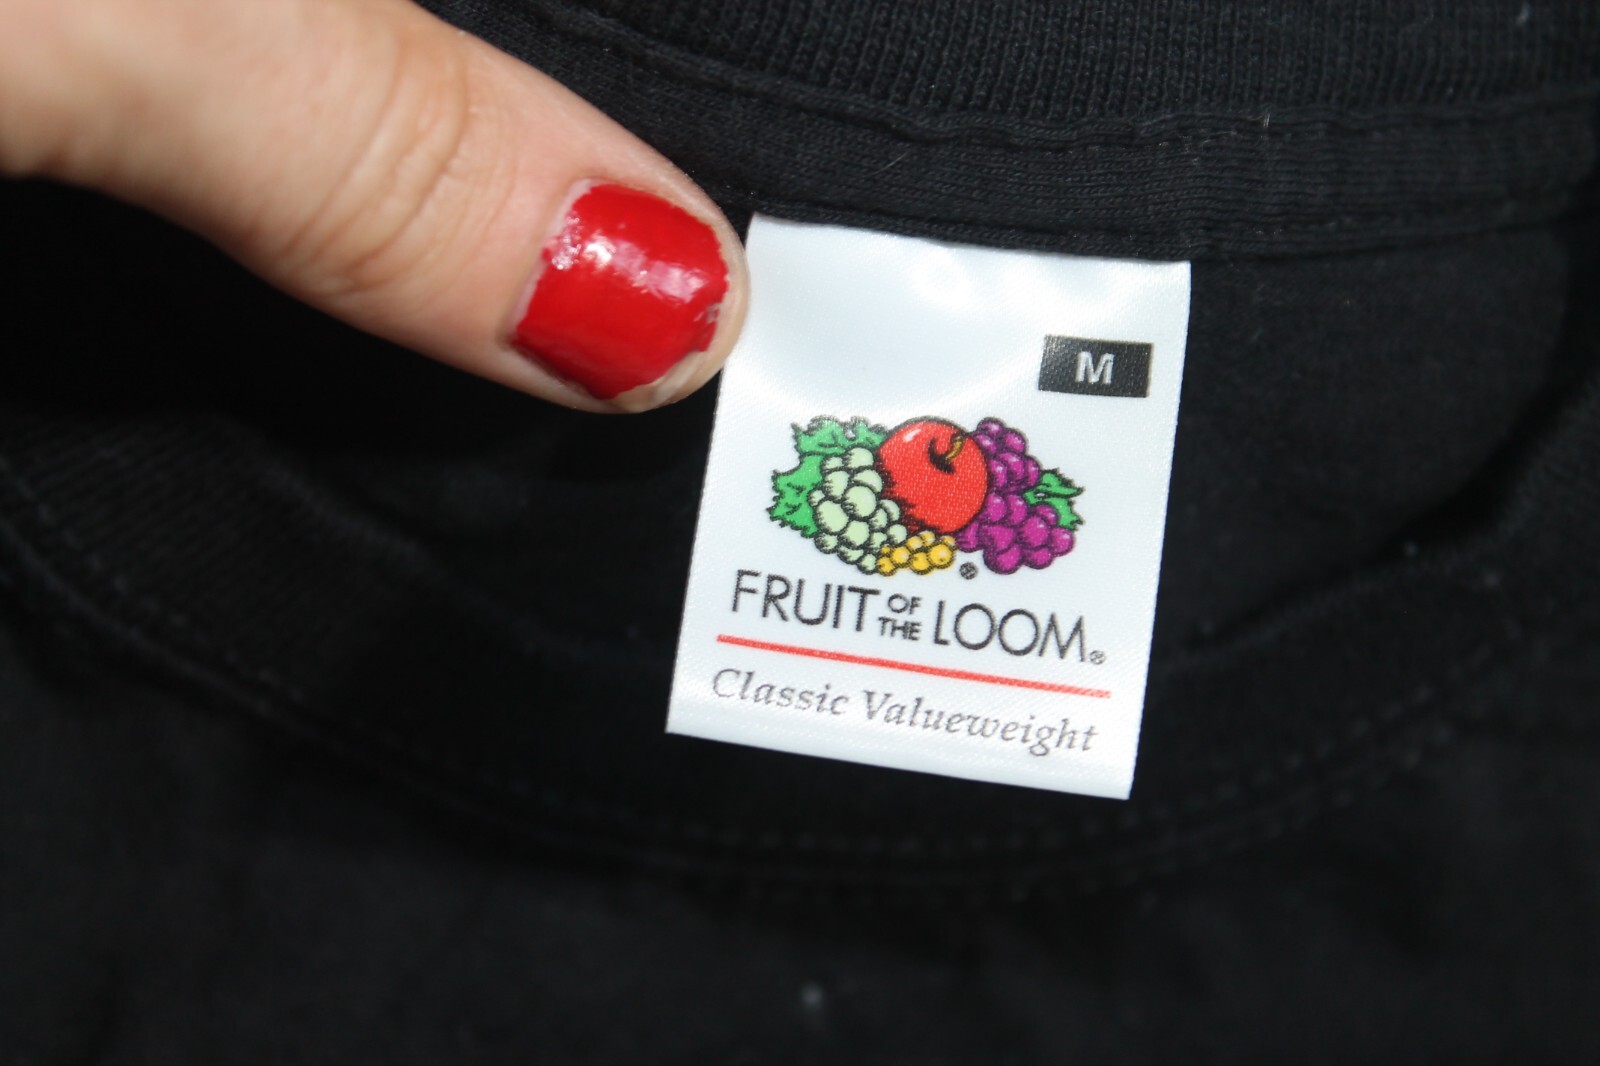 M
FRUIT OF THE LOOM®
Classic Valueweight